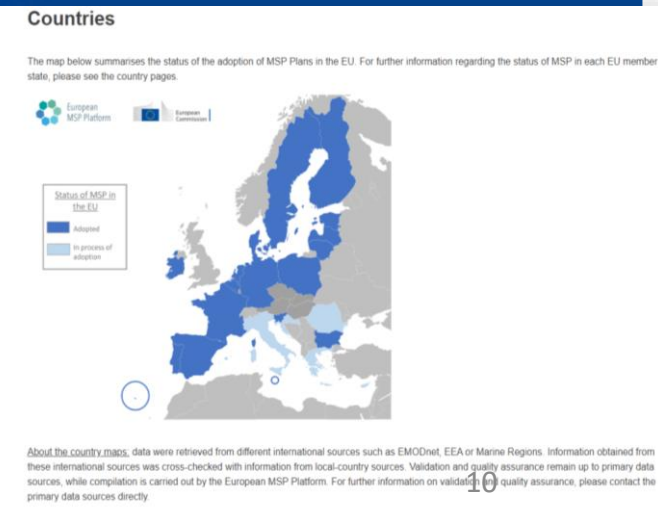 Countries
The map below summarises the status of the adoption of MSP Plans in the EU. For further information regarding the status of MSP in each EU member
state, please see the country pages.
European
MSP Platform
European
Commission
Status of MSP in
the EU
Adopted
In process of
adoption
About the country maps: data were retrieved from different international sources such as EMODnet, EEA or Marine Regions. Information obtained from
these international sources was cross-checked with information from local-country sources. Validation and quality assurance remain up to primary data
sources, while compilation is carried out by the European MSP Platform. For further information on validation and quality assurance, please contact the
primary data sources directly.
10